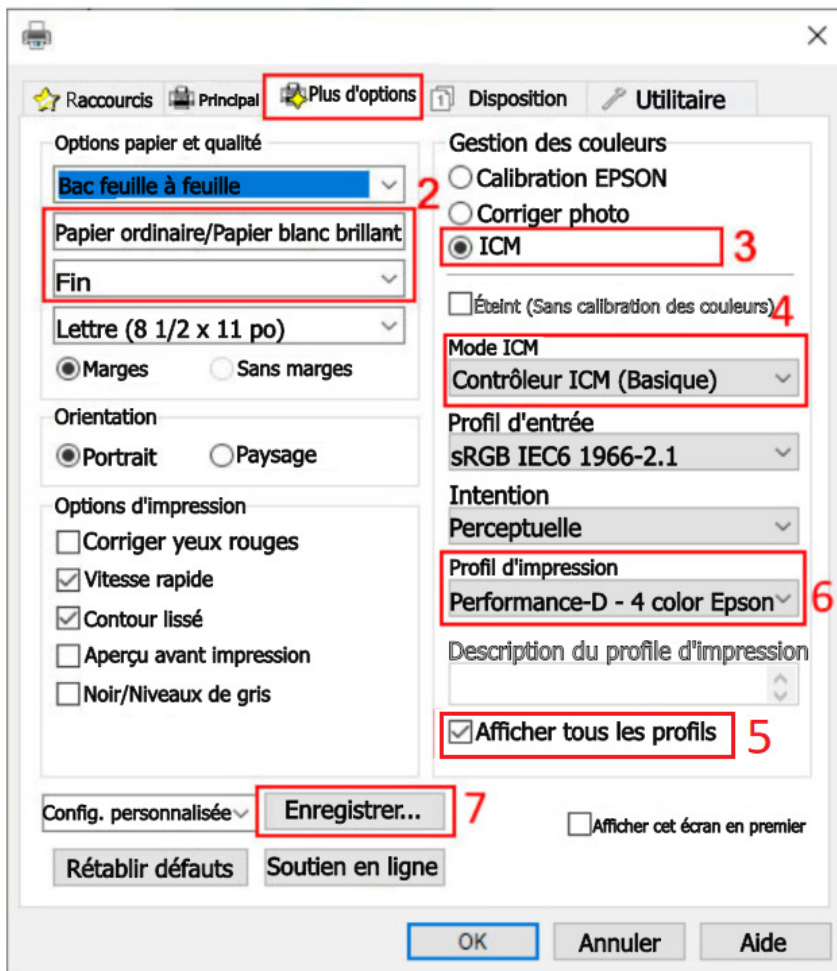 Raccourcis Principal Plus d'options 1 Disposition Utilitaire
Options papier et qualité
Bac feuille à feuille
2
Papier ordinaire/Papier blanc brillant
Fin
Lettre (8 1/2 x 11 po)
Marges Sans marges
Orientation
Portrait Paysage
Options d'impression
Corriger yeux rouges
Vitesse rapide
Contour lissé
Aperçu avant impression
Noir/Niveaux de gris
Gestion des couleurs
Calibration EPSON
Corriger photo
ICM
3
Éteint (Sans calibration des couleurs)
4
Mode ICM
Contrôleur ICM (Basique)
Profil d'entrée
sRGB IEC6 1966-2.1
Intention
Perceptuelle
Profil d'impression
Performance-D - 4 color Epson
6
Description du profile d'impression
Afficher tous les profils
5
Config. personnalisée Enregistrer... 7
Afficher cet écran en premier
Rétablir défauts Soutien en ligne
OK Annuler Aide